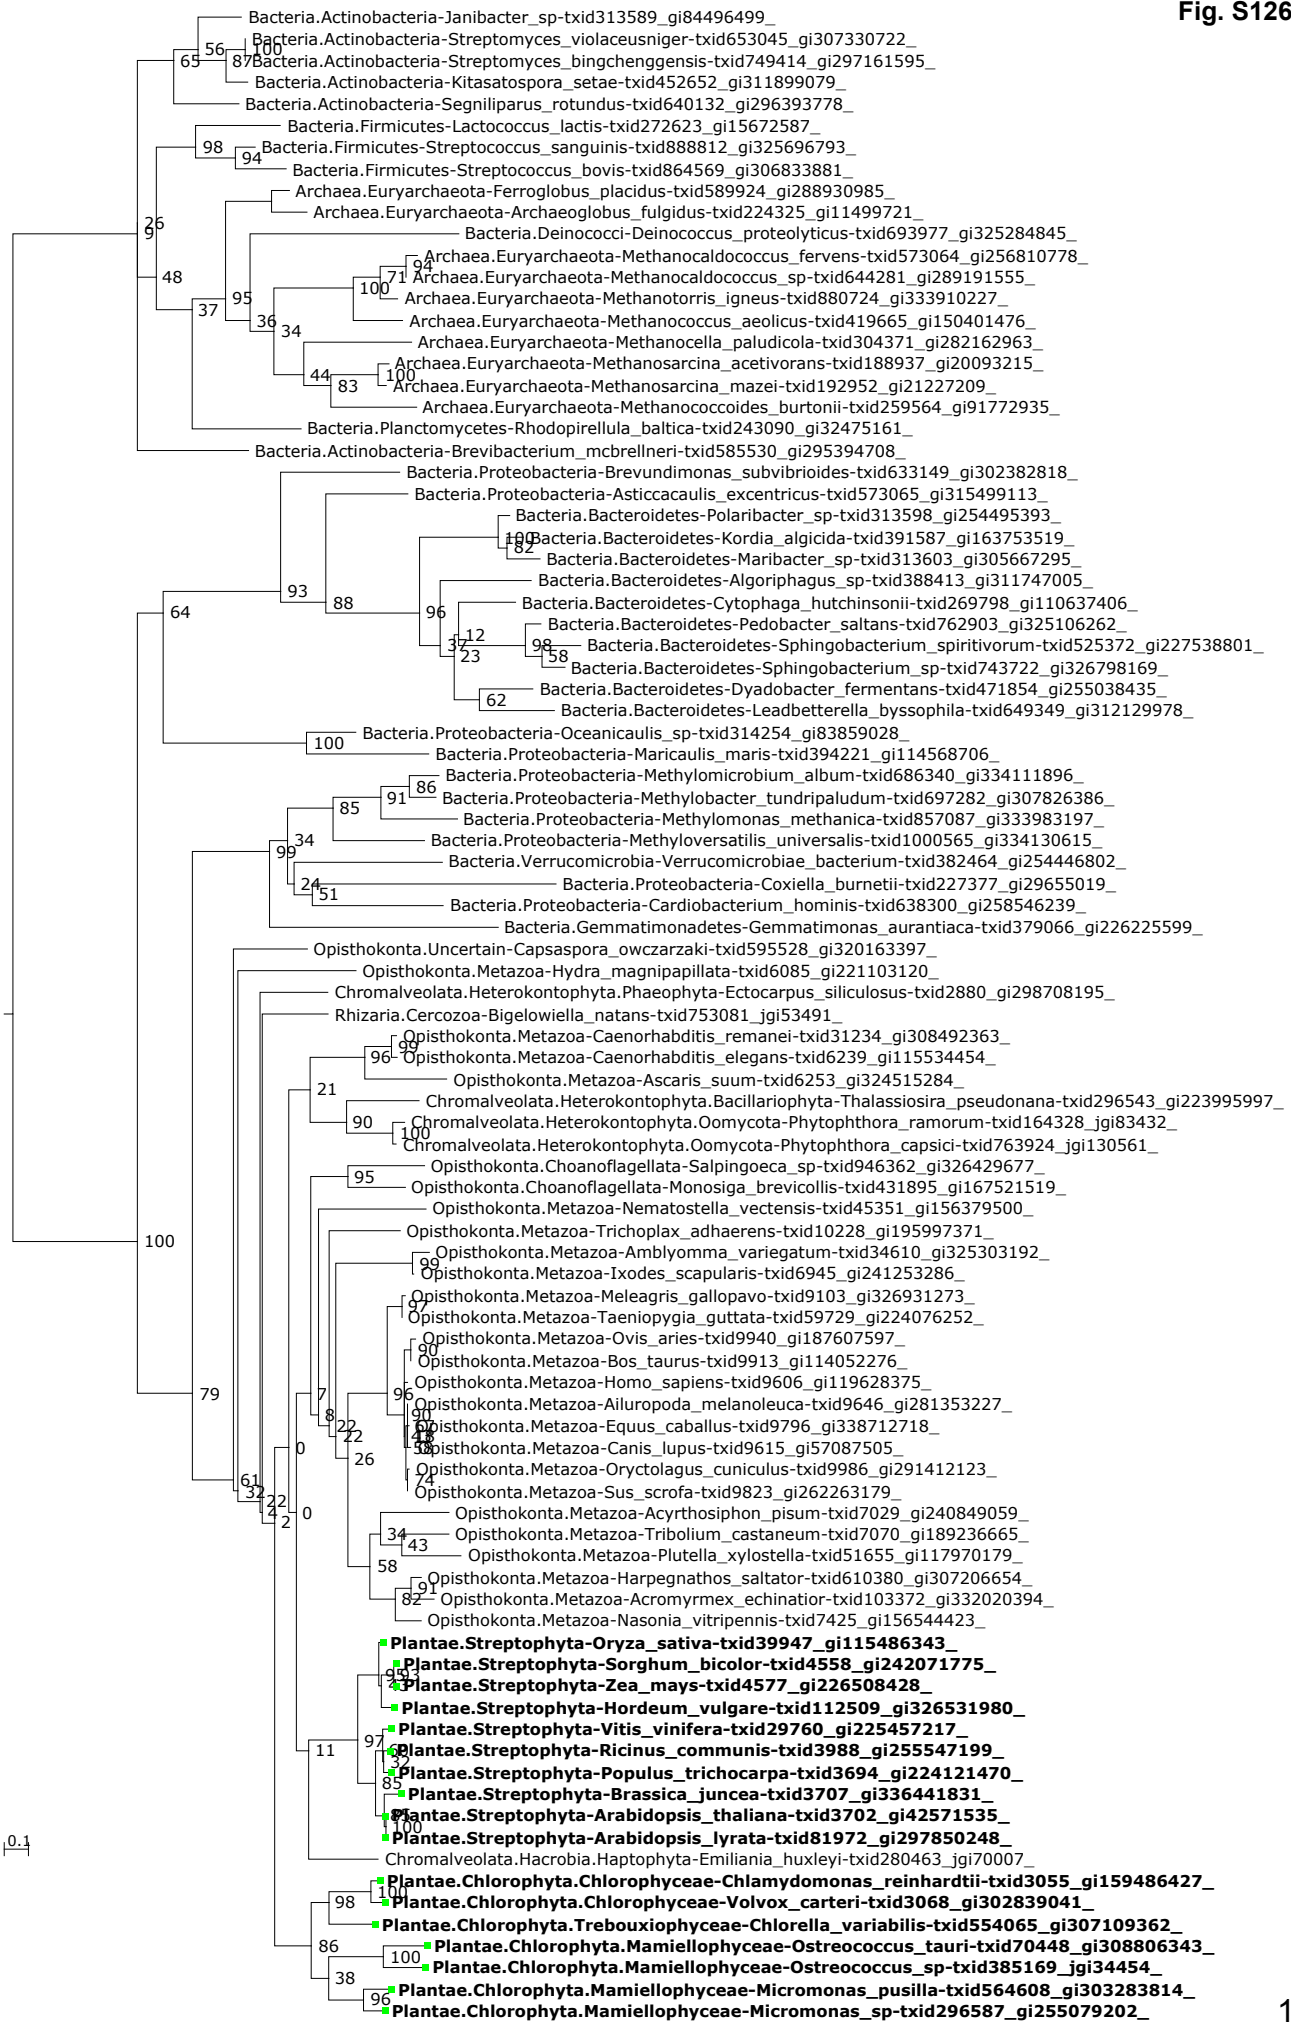 Fig. S126
Bacteria.Actinobacteria-Janibacter_sp-txid313589_gi84496499_
56
100
Bacteria.Actinobacteria-Streptomyces_violaceusniger-txid653045_gi307330722_
65
87
Bacteria.Actinobacteria-Streptomyces_bingchenggensis-txid749414_gi297161595_
Bacteria.Actinobacteria-Kitasatospora_setae-txid452652_gi311899079_
Bacteria.Actinobacteria-Segniliparus_rotundus-txid640132_gi296393778_
Bacteria.Firmicutes-Lactococcus_lactis-txid272623_gi15672587_
98
Bacteria.Firmicutes-Streptococcus_sanguinis-txid888812_gi325696793_
94
Bacteria.Firmicutes-Streptococcus_bovis-txid864569_gi306833881_
Archaea.Euryarchaeota-Ferroglobus_placidus-txid589924_gi288930985_
Archaea.Euryarchaeota-Archaeoglobus_fulgidus-txid224325_gi11499721_
26
9
Bacteria.Deinococci-Deinococcus_proteolyticus-txid693977_gi325284845_
Archaea.Euryarchaeota-Methanocaldococcus_fervens-txid573064_gi256810778_
94
48
71
Archaea.Euryarchaeota-Methanocaldococcus_sp-txid644281_gi289191555_
100
95
Archaea.Euryarchaeota-Methanotorris_igneus-txid880724_gi333910227_
37
36
Archaea.Euryarchaeota-Methanococcus_aeolicus-txid419665_gi150401476_
34
Archaea.Euryarchaeota-Methanocella_paludicola-txid304371_gi282162963_
Archaea.Euryarchaeota-Methanosarcina_acetivorans-txid188937_gi20093215_
44
100
83
Archaea.Euryarchaeota-Methanosarcina_mazei-txid192952_gi21227209_
Archaea.Euryarchaeota-Methanococcoides_burtonii-txid259564_gi91772935_
Bacteria.Planctomycetes-Rhodopirellula_baltica-txid243090_gi32475161_
Bacteria.Actinobacteria-Brevibacterium_mcbrellneri-txid585530_gi295394708_
Bacteria.Proteobacteria-Brevundimonas_subvibrioides-txid633149_gi302382818_
Bacteria.Proteobacteria-Asticcacaulis_excentricus-txid573065_gi315499113_
Bacteria.Bacteroidetes-Polaribacter_sp-txid313598_gi254495393_
100
Bacteria.Bacteroidetes-Kordia_algicida-txid391587_gi163753519_
82
Bacteria.Bacteroidetes-Maribacter_sp-txid313603_gi305667295_
Bacteria.Bacteroidetes-Algoriphagus_sp-txid388413_gi311747005_
93
88
Bacteria.Bacteroidetes-Cytophaga_hutchinsonii-txid269798_gi110637406_
64
96
Bacteria.Bacteroidetes-Pedobacter_saltans-txid762903_gi325106262_
12
37
98
Bacteria.Bacteroidetes-Sphingobacterium_spiritivorum-txid525372_gi227538801_
23
58
Bacteria.Bacteroidetes-Sphingobacterium_sp-txid743722_gi326798169_
Bacteria.Bacteroidetes-Dyadobacter_fermentans-txid471854_gi255038435_
62
Bacteria.Bacteroidetes-Leadbetterella_byssophila-txid649349_gi312129978_
Bacteria.Proteobacteria-Oceanicaulis_sp-txid314254_gi83859028_
100
Bacteria.Proteobacteria-Maricaulis_maris-txid394221_gi114568706_
Bacteria.Proteobacteria-Methylomicrobium_album-txid686340_gi334111896_
86
91
Bacteria.Proteobacteria-Methylobacter_tundripaludum-txid697282_gi307826386_
85
Bacteria.Proteobacteria-Methylomonas_methanica-txid857087_gi333983197_
34
Bacteria.Proteobacteria-Methyloversatilis_universalis-txid1000565_gi334130615_
99
Bacteria.Verrucomicrobia-Verrucomicrobiae_bacterium-txid382464_gi254446802_
24
Bacteria.Proteobacteria-Coxiella_burnetii-txid227377_gi29655019_
51
Bacteria.Proteobacteria-Cardiobacterium_hominis-txid638300_gi258546239_
Bacteria.Gemmatimonadetes-Gemmatimonas_aurantiaca-txid379066_gi226225599_
Opisthokonta.Uncertain-Capsaspora_owczarzaki-txid595528_gi320163397_
Opisthokonta.Metazoa-Hydra_magnipapillata-txid6085_gi221103120_
Chromalveolata.Heterokontophyta.Phaeophyta-Ectocarpus_siliculosus-txid2880_gi298708195_
Rhizaria.Cercozoa-Bigelowiella_natans-txid753081_jgi53491_
Opisthokonta.Metazoa-Caenorhabditis_remanei-txid31234_gi308492363_
99
96
Opisthokonta.Metazoa-Caenorhabditis_elegans-txid6239_gi115534454_
Opisthokonta.Metazoa-Ascaris_suum-txid6253_gi324515284_
21
Chromalveolata.Heterokontophyta.Bacillariophyta-Thalassiosira_pseudonana-txid296543_gi223995997_
90
Chromalveolata.Heterokontophyta.Oomycota-Phytophthora_ramorum-txid164328_jgi83432_
100
Chromalveolata.Heterokontophyta.Oomycota-Phytophthora_capsici-txid763924_jgi130561_
Opisthokonta.Choanoflagellata-Salpingoeca_sp-txid946362_gi326429677_
95
Opisthokonta.Choanoflagellata-Monosiga_brevicollis-txid431895_gi167521519_
Opisthokonta.Metazoa-Nematostella_vectensis-txid45351_gi156379500_
Opisthokonta.Metazoa-Trichoplax_adhaerens-txid10228_gi195997371_
100
Opisthokonta.Metazoa-Amblyomma_variegatum-txid34610_gi325303192_
99
Opisthokonta.Metazoa-Ixodes_scapularis-txid6945_gi241253286_
Opisthokonta.Metazoa-Meleagris_gallopavo-txid9103_gi326931273_
97
Opisthokonta.Metazoa-Taeniopygia_guttata-txid59729_gi224076252_
Opisthokonta.Metazoa-Ovis_aries-txid9940_gi187607597_
90
Opisthokonta.Metazoa-Bos_taurus-txid9913_gi114052276_
Opisthokonta.Metazoa-Homo_sapiens-txid9606_gi119628375_
79
7
96
Opisthokonta.Metazoa-Ailuropoda_melanoleuca-txid9646_gi281353227_
8
90
22
Opisthokonta.Metazoa-Equus_caballus-txid9796_gi338712718_
22
0
Opisthokonta.Metazoa-Canis_lupus-txid9615_gi57087505_
26
Opisthokonta.Metazoa-Oryctolagus_cuniculus-txid9986_gi291412123_
61
74
32
Opisthokonta.Metazoa-Sus_scrofa-txid9823_gi262263179_
22
4
0
Opisthokonta.Metazoa-Acyrthosiphon_pisum-txid7029_gi240849059_
2
34
Opisthokonta.Metazoa-Tribolium_castaneum-txid7070_gi189236665_
43
Opisthokonta.Metazoa-Plutella_xylostella-txid51655_gi117970179_
58
Opisthokonta.Metazoa-Harpegnathos_saltator-txid610380_gi307206654_
91
82
Opisthokonta.Metazoa-Acromyrmex_echinatior-txid103372_gi332020394_
Opisthokonta.Metazoa-Nasonia_vitripennis-txid7425_gi156544423_
Plantae.Streptophyta-Oryza_sativa-txid39947_gi115486343_
Plantae.Streptophyta-Sorghum_bicolor-txid4558_gi242071775_
95
93
Plantae.Streptophyta-Zea_mays-txid4577_gi226508428_
Plantae.Streptophyta-Hordeum_vulgare-txid112509_gi326531980_
Plantae.Streptophyta-Vitis_vinifera-txid29760_gi225457217_
97
11
Plantae.Streptophyta-Ricinus_communis-txid3988_gi255547199_
32
Plantae.Streptophyta-Populus_trichocarpa-txid3694_gi224121470_
85
Plantae.Streptophyta-Brassica_juncea-txid3707_gi336441831_
Plantae.Streptophyta-Arabidopsis_thaliana-txid3702_gi42571535_
100
Plantae.Streptophyta-Arabidopsis_lyrata-txid81972_gi297850248_
0.1
Chromalveolata.Hacrobia.Haptophyta-Emiliania_huxleyi-txid280463_jgi70007_
Plantae.Chlorophyta.Chlorophyceae-Chlamydomonas_reinhardtii-txid3055_gi159486427_
100
98
Plantae.Chlorophyta.Chlorophyceae-Volvox_carteri-txid3068_gi302839041_
Plantae.Chlorophyta.Trebouxiophyceae-Chlorella_variabilis-txid554065_gi307109362_
86
Plantae.Chlorophyta.Mamiellophyceae-Ostreococcus_tauri-txid70448_gi308806343_
100
Plantae.Chlorophyta.Mamiellophyceae-Ostreococcus_sp-txid385169_jgi34454_
38
Plantae.Chlorophyta.Mamiellophyceae-Micromonas_pusilla-txid564608_gi303283814_
96
Plantae.Chlorophyta.Mamiellophyceae-Micromonas_sp-txid296587_gi255079202_
1